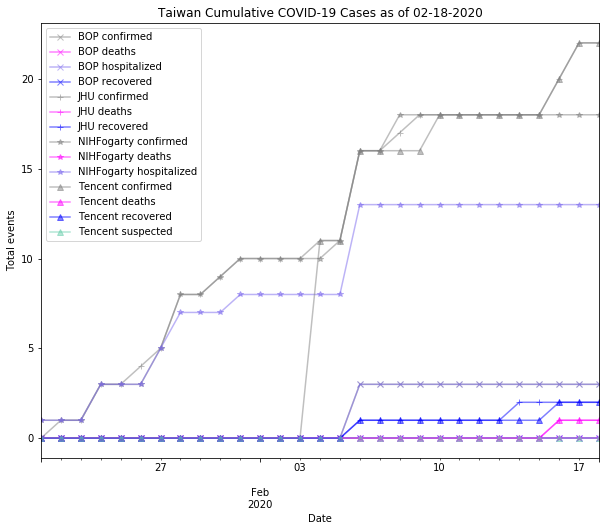 Taiwan Cumulative COVID-19 Cases as of 02-18-2020
BOP confirmed
BOP deaths
BOP hospitalized
BOP recovered
JHU confirmed
JHU deaths
JHU recovered
NIHFogarty confirmed
NIHFogarty deaths
NIHFogarty hospitalized
Tencent confirmed
Tencent deaths
Tencent recovered
Tencent suspected
Total events
20
15
10
5
0
27 03 10 17
Feb
2020
Date